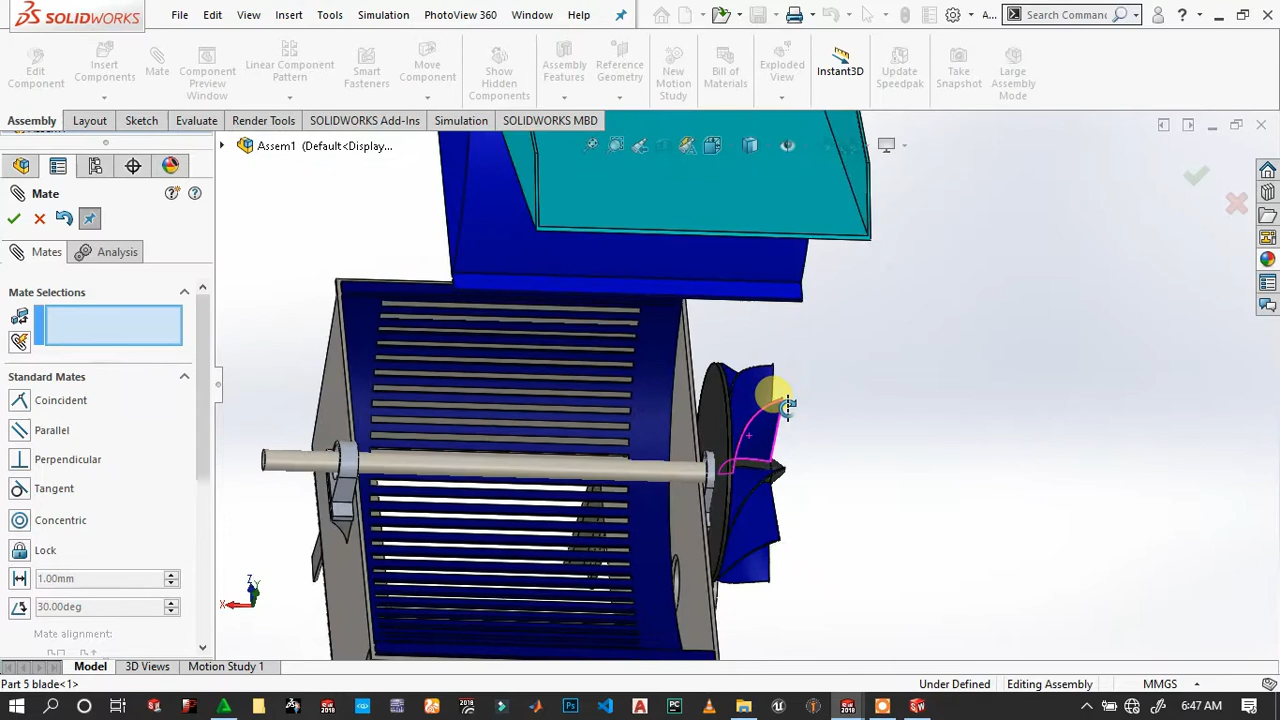 SOLIDWORKS File Edit View Insert Tools Simulation PhotoView 360 Window Help A... Search Comman
Edit Component
Insert Components
Mate
Component Preview Window
Linear Component Pattern
Smart Fasteners
Move Component
Show Hidden Components
Assembly Features
Reference Geometry
New Motion Study
Bill of Materials
Exploded View
Instant3D
Update Speedpak
Take Snapshot
Large Assembly Mode
Assembly Layout Sketch Evaluate Render Tools SOLIDWORKS Add-Ins Simulation SOLIDWORKS MBD
Assem1 (Default<Display...
Mate
Mates Analysis
Mate Selections
Standard Mates
Coincident
Parallel
Perpendicular
Tangent
Concentric
Lock
1.00mm
30.00deg
Mate alignment:
Z
Y
X
Model 3D Views Motion Study 1
Part 5 blade<1> Under Defined Editing Assembly MMGS
6:47 AM